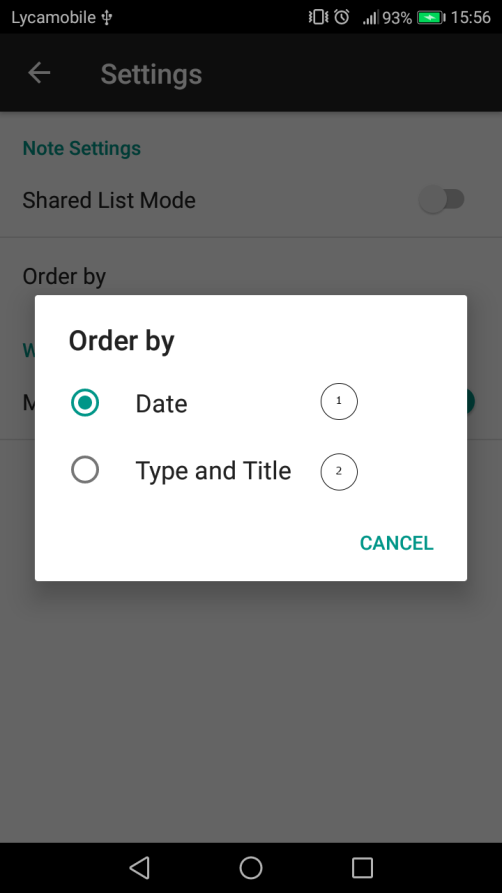 Lycamobile 93% 15:56
Settings
Note Settings
Shared List Mode
Order by
Order by
W
Date 1
M
Type and Title 2
CANCEL